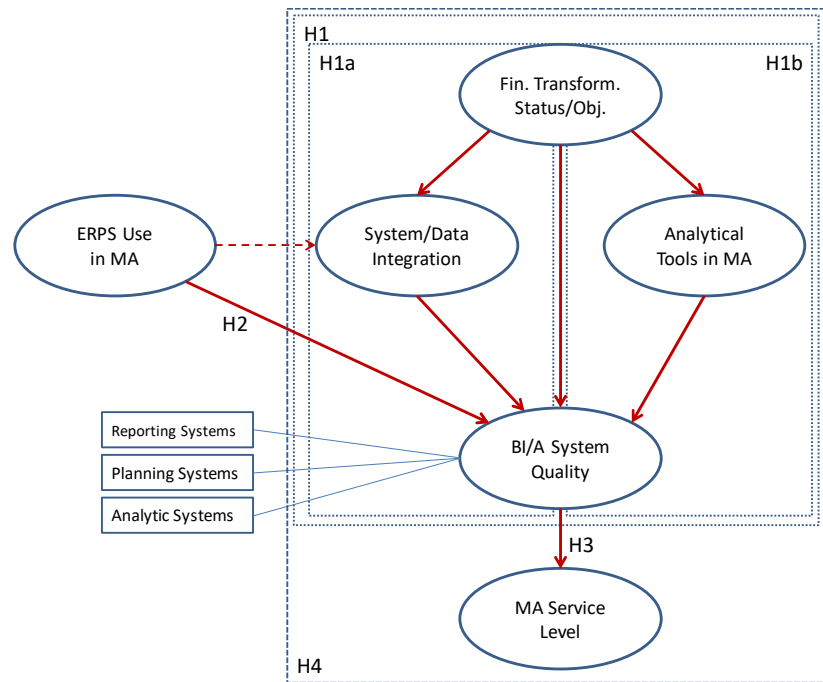 H1
H1a
H1b
Fin. Transform.
Status/Obj.
ERPS Use
in MA
System/Data
Integration
Analytical
Tools in MA
H2
Reporting Systems
Planning Systems
Analytic Systems
BI/A System
Quality
H3
MA Service
Level
H4